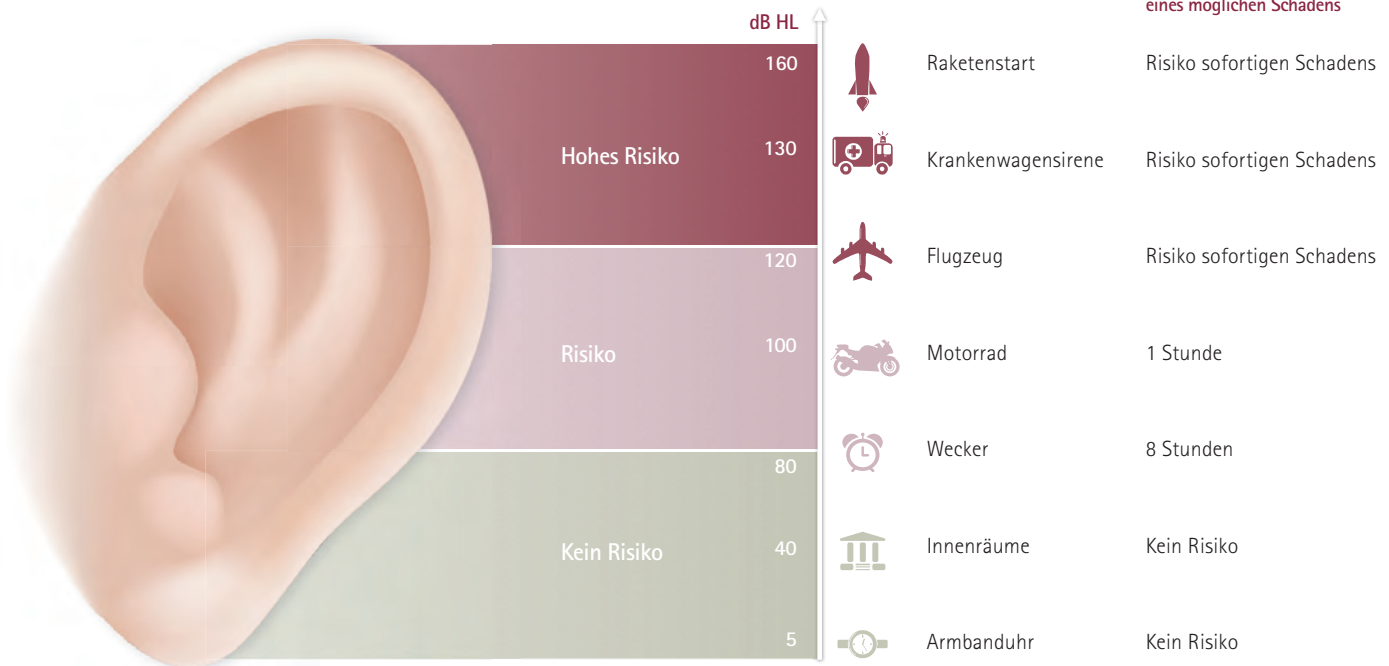 eines möglichen Schadens
dB HL
160 Raketenstart Risiko sofortigen Schadens
Hohes Risiko 130 Krankenwagensirene Risiko sofortigen Schadens
120 Flugzeug Risiko sofortigen Schadens
Risiko 100 Motorrad 1 Stunde
80 Wecker 8 Stunden
Kein Risiko 40 Innenräume Kein Risiko
5 Armbanduhr Kein Risiko